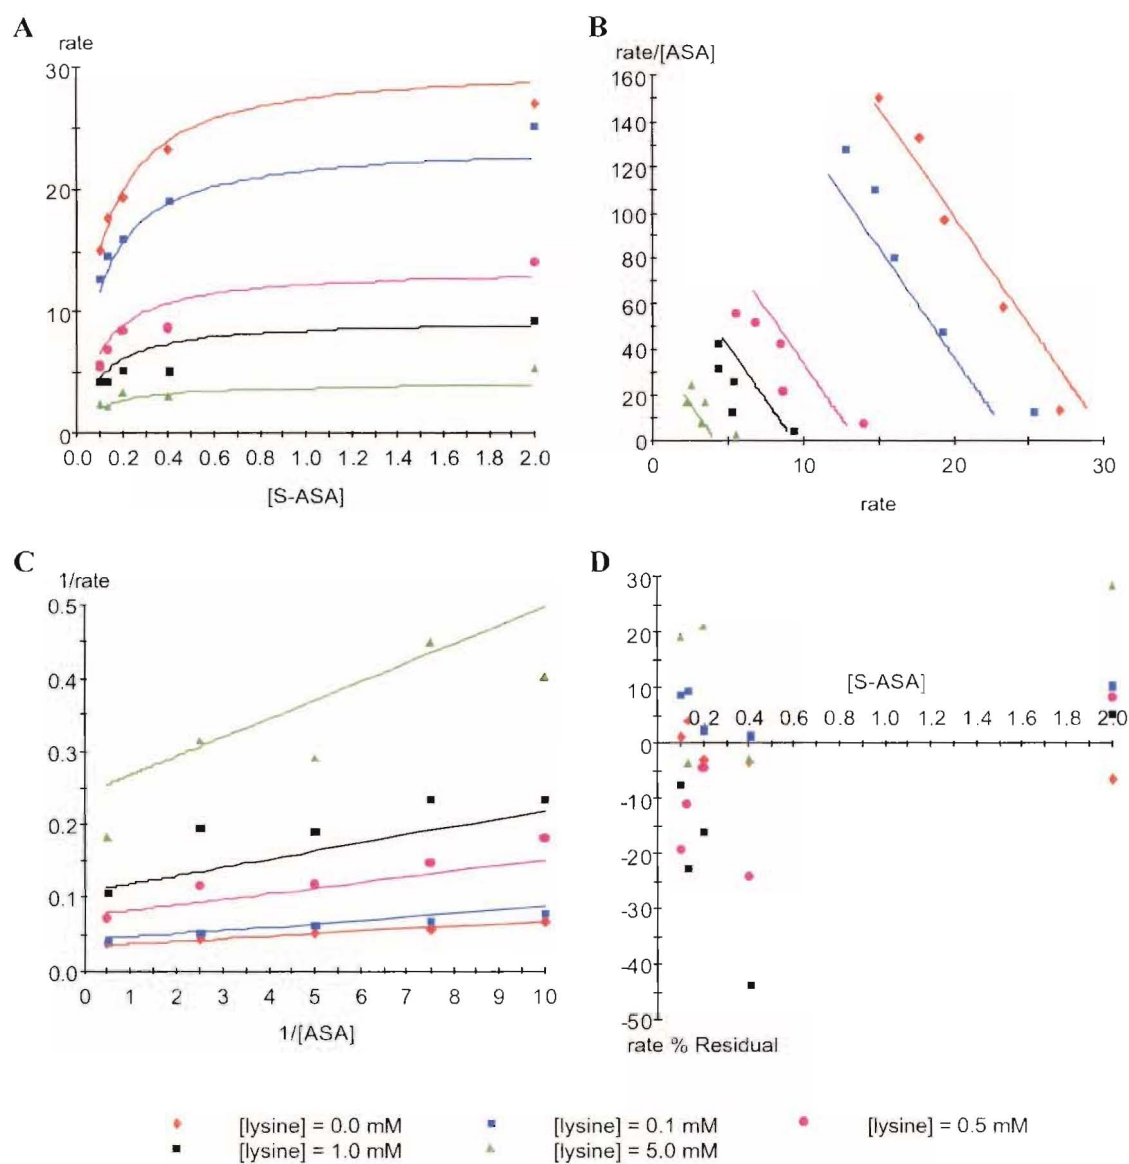 A
rate
30
20
10
0
0.0 0.2 0.4 0.6 0.8 1.0 1.2 1.4 1.6 1.8 2.0
[S-ASA]
B
rate/[ASA]
160
140
120
100
80
60
40
20
0
0 10 20 30
rate
C
1/rate
0.5
0.4
0.3
0.2
0.1
0.0
0 1 2 3 4 5 6 7 8 9 10
1/[ASA]
D
30
20
10
0
-10
-20
-30
-40
-50
[S-ASA]
0.2 0.4 0.6 0.8 1.0 1.2 1.4 1.6 1.8 2.0
rate % Residual
[lysine] = 0.0 mM
[lysine] = 0.1 mM
[lysine] = 0.5 mM
[lysine] = 1.0 mM
[lysine] = 5.0 mM